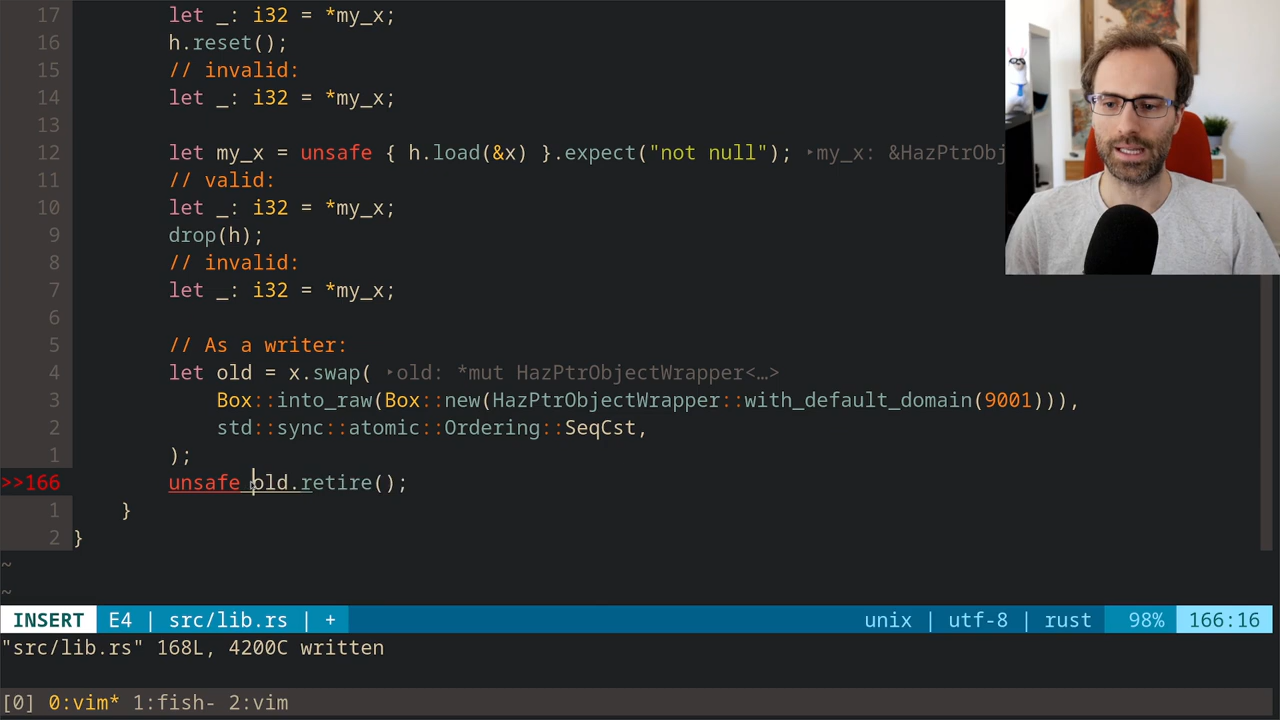 17 let _: i32 = *my_x;
16 h.reset();
15 // invalid:
14 let _: i32 = *my_x;
13
12 let my_x = unsafe { h.load(&x) }.expect("not null"); ‣my_x: &HazPtrObj
11 // valid:
10 let _: i32 = *my_x;
9 drop(h);
8 // invalid:
7 let _: i32 = *my_x;
6
5 // As a writer:
4 let old = x.swap( ‣old: *mut HazPtrObjectWrapper<…>
3 Box::into_raw(Box::new(HazPtrObjectWrapper::with_default_domain(9001))),
2 std::sync::atomic::Ordering::SeqCst,
1 );
>>166 unsafe old.retire();
1 }
2 }
~
~
INSERT E4 | src/lib.rs | + unix | utf-8 | rust 98% 166:16
"src/lib.rs" 168L, 4200C written
[0] 0:vim* 1:fish- 2:vim